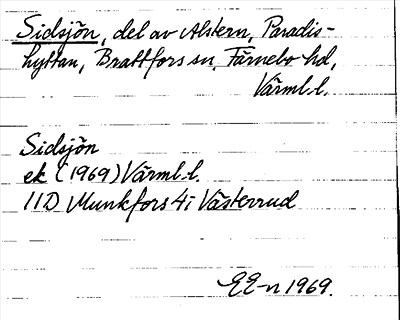 Sidsjön, del av Alstern, Paradis-
hyttan, Brattfors sn, Färnebo hd,
Värml. l.
Sidsjön
ek (1969) Värml. l.
11D Munkfors 4i Västerrud
EE-n 1969.